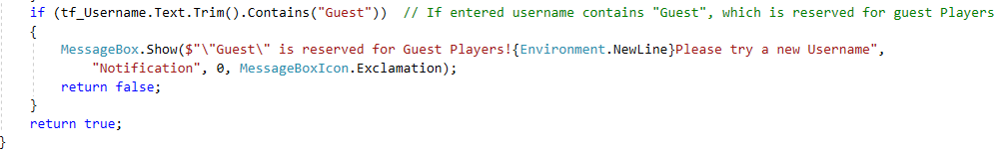 if (tf_Username.Text.Trim().Contains("Guest"))  // If entered username contains "Guest", which is reserved for guest Players
{
MessageBox.Show($"\"Guest\" is reserved for Guest Players!{Environment.NewLine}Please try a new Username",
"Notification", 0, MessageBoxIcon.Exclamation);
return false;
}
return true;
}